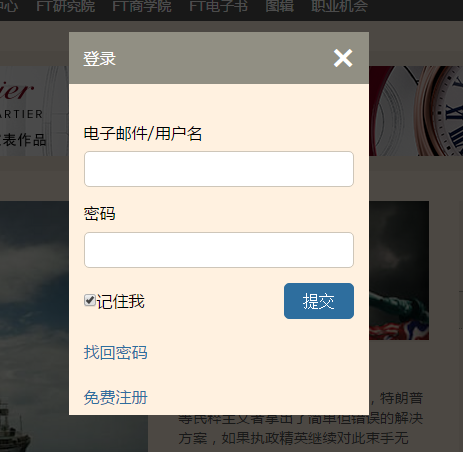 中心 FT研究院 FT商学院 FT电子书 图辑 职业机会
登录
ier
ARTIER
表作品
电子邮件/用户名
密码
记住我
提交
找回密码
免费注册
，特朗普
等民粹主义者拿出了简单但错误的解决
方案，如果执政精英继续对此束手无